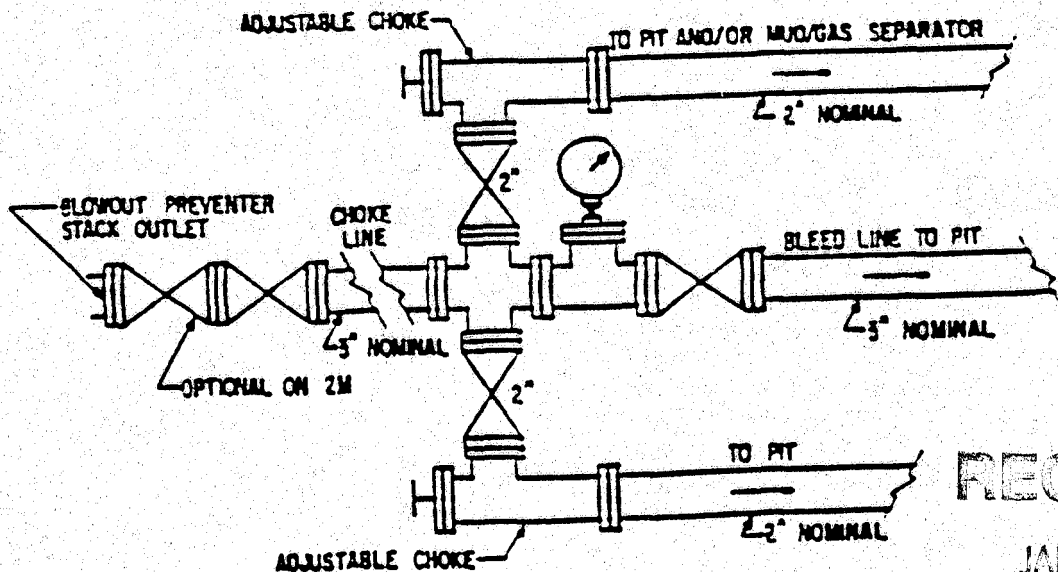 ADJUSTABLE CHOKE
TO PIT AND/OR MUD/GAS SEPARATOR
2" NOMINAL
2"
BLOWOUT PREVENTER
STACK OUTLET
CHOKE
LINE
BLEED LINE TO PIT
3" NOMINAL
3" NOMINAL
OPTIONAL ON 2M
2"
TO PIT
2" NOMINAL
ADJUSTABLE CHOKE